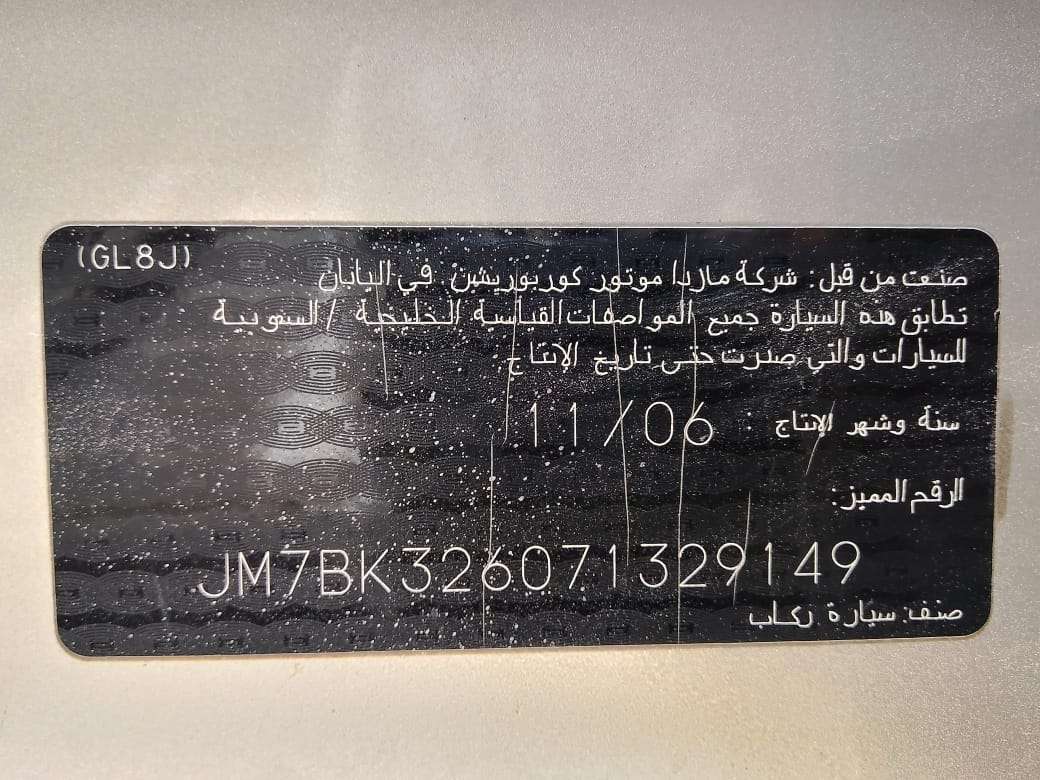 (GL8J)
صنعت من قبل: شركة مازدا موتور كوربوريشن. في اليابان
تطابق هذه السيارة جميع المواصفات القياسية الخليجية / السعودية
للسيارات والتي صدرت حتى تاريخ الإنتاج.
سنة وشهر الإنتاج : 11/06
الرقم المميز:
JM7BK326071329149
صنف: سيارة ركاب